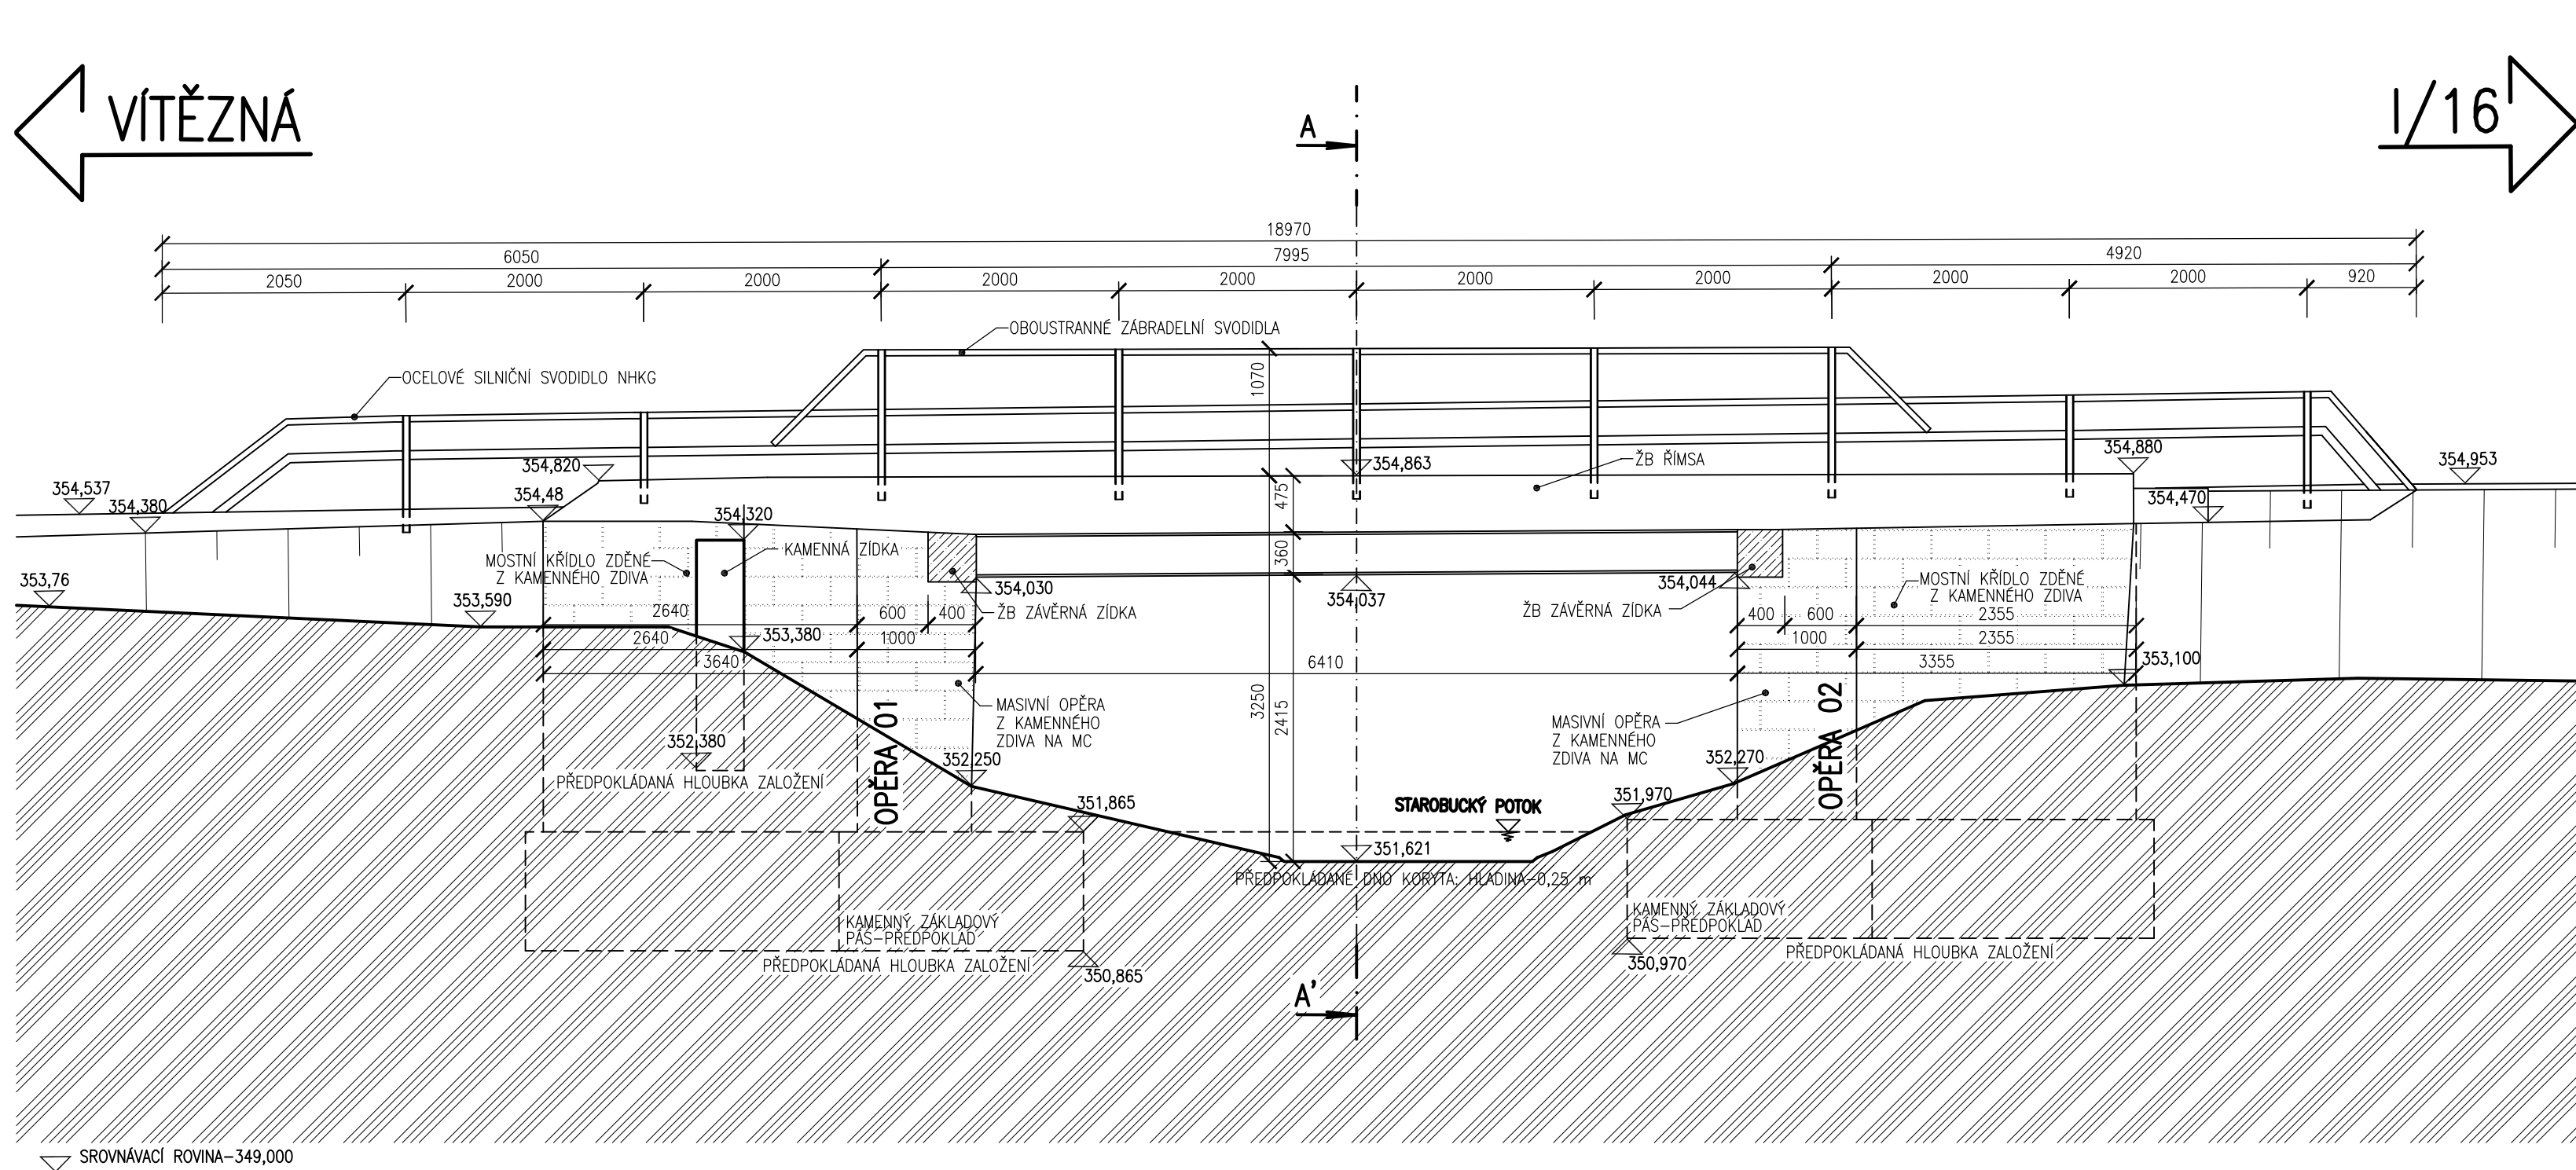 VÍTĚZNÁ
I/16
A
18970
6050
7995
4920
2050
2000
2000
2000
2000
2000
2000
2000
2000
920
OBOUSTRANNÉ ZÁBRADELNÍ SVODIDLA
OCELOVÉ SILNIČNÍ SVODIDLO NHKG
1070
354,537
354,380
354,820
354,48
354,320
354,863
ŽB ŘÍMSA
354,880
354,953
354,470
475
360
353,76
353,590
MOSTNÍ KŘÍDLO ZDĚNÉ
Z KAMENNÉHO ZDIVA
KAMENNÁ ZÍDKA
354,030
ŽB ZÁVĚRNÁ ZÍDKA
354,037
354,044
ŽB ZÁVĚRNÁ ZÍDKA
MOSTNÍ KŘÍDLO ZDĚNÉ
Z KAMENNÉHO ZDIVA
2640
600
400
400
600
2355
2640
353,380
1000
1000
2355
3640
6410
3355
353,100
3250
2415
MASIVNÍ OPĚRA
Z KAMENNÉHO
ZDIVA NA MC
MASIVNÍ OPĚRA
Z KAMENNÉHO
ZDIVA NA MC
OPĚRA 01
OPĚRA 02
352,380
352,250
352,270
PŘEDPOKLÁDANÁ HLOUBKA ZALOŽENÍ
351,865
STAROBUCKÝ POTOK
351,970
351,621
PŘEDPOKLÁDANÉ DNO KORYTA: HLADINA-0,25 m
KAMENNÝ ZÁKLADOVÝ
PÁS-PŘEDPOKLAD
KAMENNÝ ZÁKLADOVÝ
PÁS-PŘEDPOKLAD
PŘEDPOKLÁDANÁ HLOUBKA ZALOŽENÍ
350,865
350,970
PŘEDPOKLÁDANÁ HLOUBKA ZALOŽENÍ
A'
SROVNÁVACÍ ROVINA-349,000